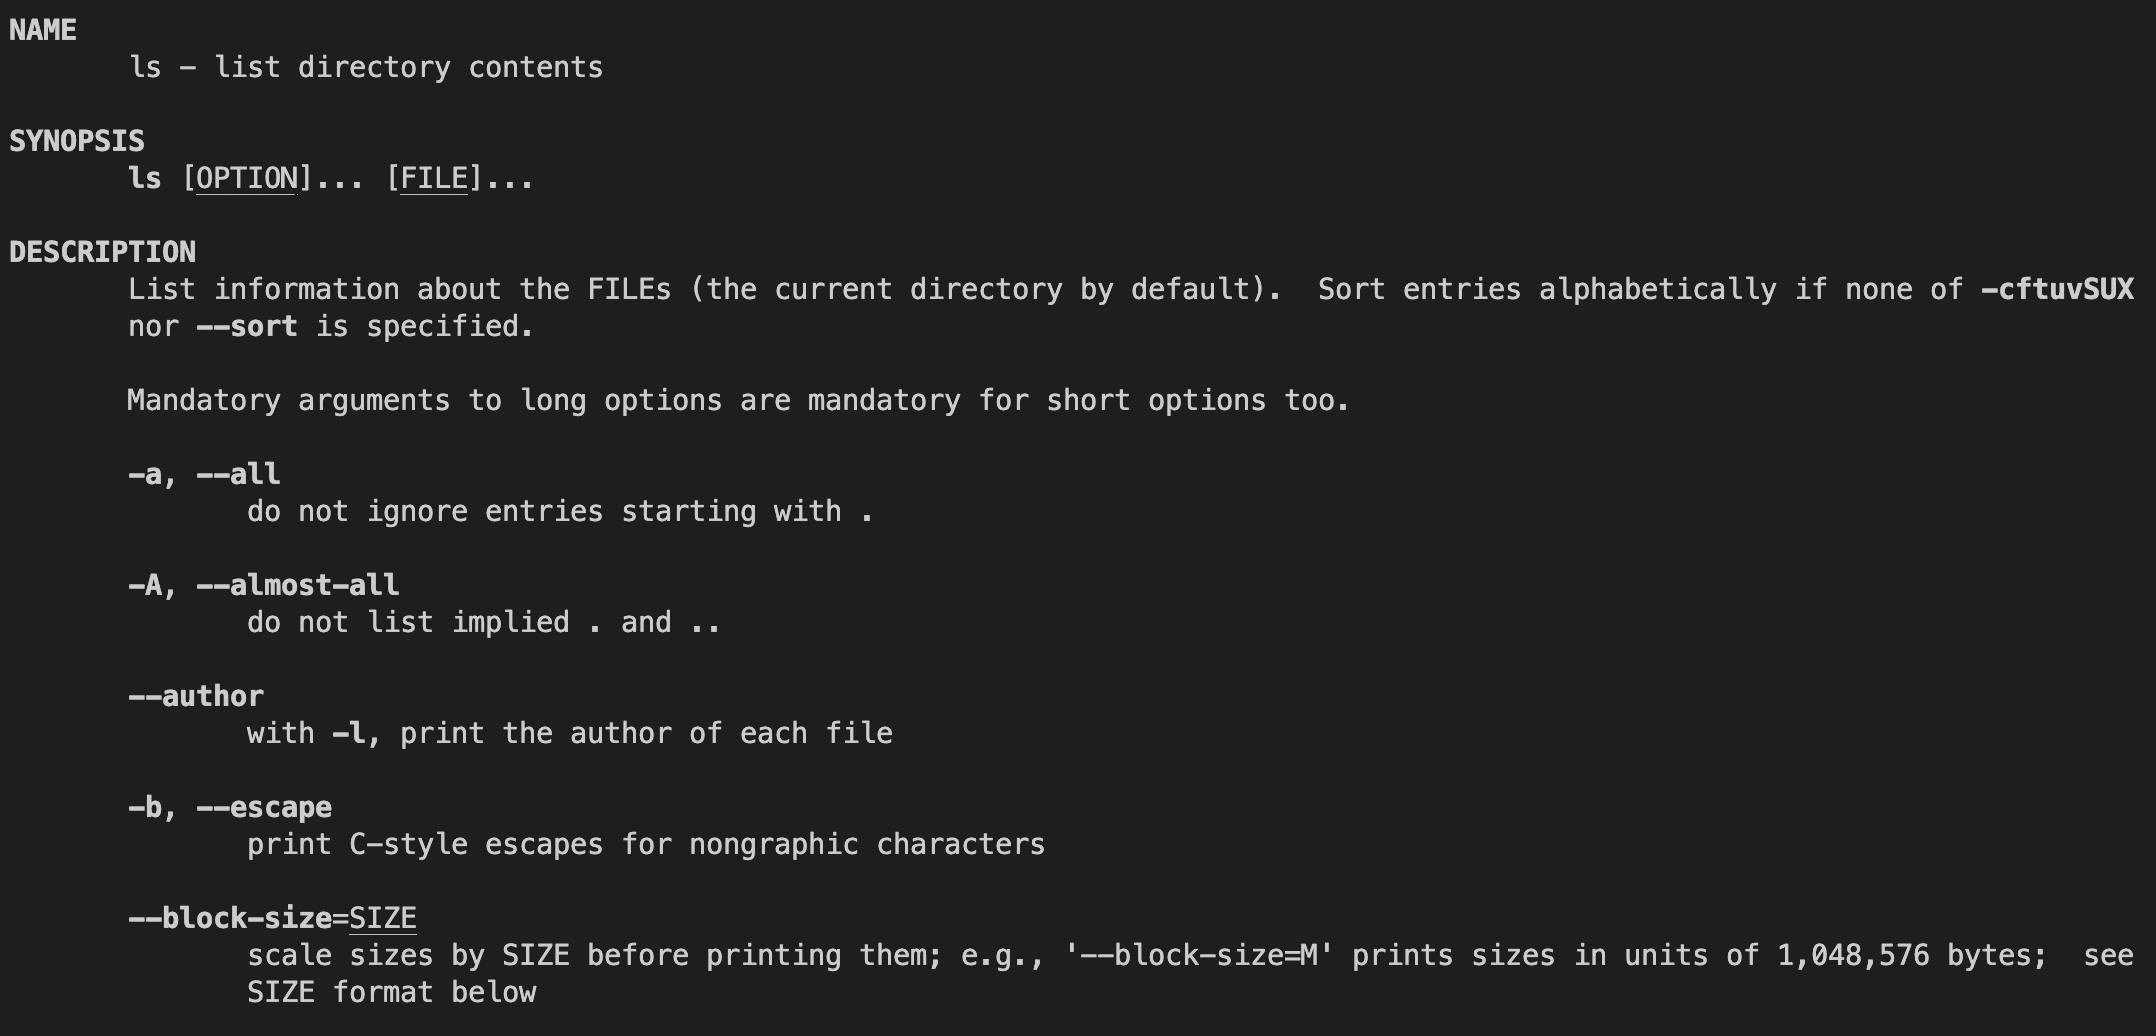 NAME
ls - list directory contents
SYNOPSIS
ls [OPTION]... [FILE]...
DESCRIPTION
List information about the FILEs (the current directory by default).  Sort entries alphabetically if none of -cftuvSUX
nor --sort is specified.
Mandatory arguments to long options are mandatory for short options too.
-a, --all
do not ignore entries starting with .
-A, --almost-all
do not list implied . and ..
--author
with -l, print the author of each file
-b, --escape
print C-style escapes for nongraphic characters
--block-size=SIZE
scale sizes by SIZE before printing them; e.g., '--block-size=M' prints sizes in units of 1,048,576 bytes;  see
SIZE format below